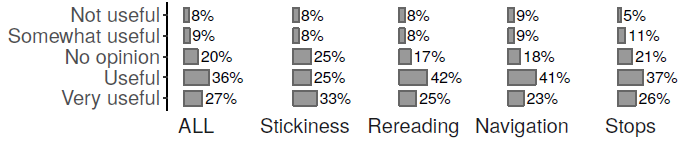 Not useful 8% 8% 8% 9% 5%
Somewhat useful 9% 8% 8% 9% 11%
No opinion 20% 25% 17% 18% 21%
Useful 36% 25% 42% 41% 37%
Very useful 27% 33% 25% 23% 26%
ALL Stickiness Rereading Navigation Stops